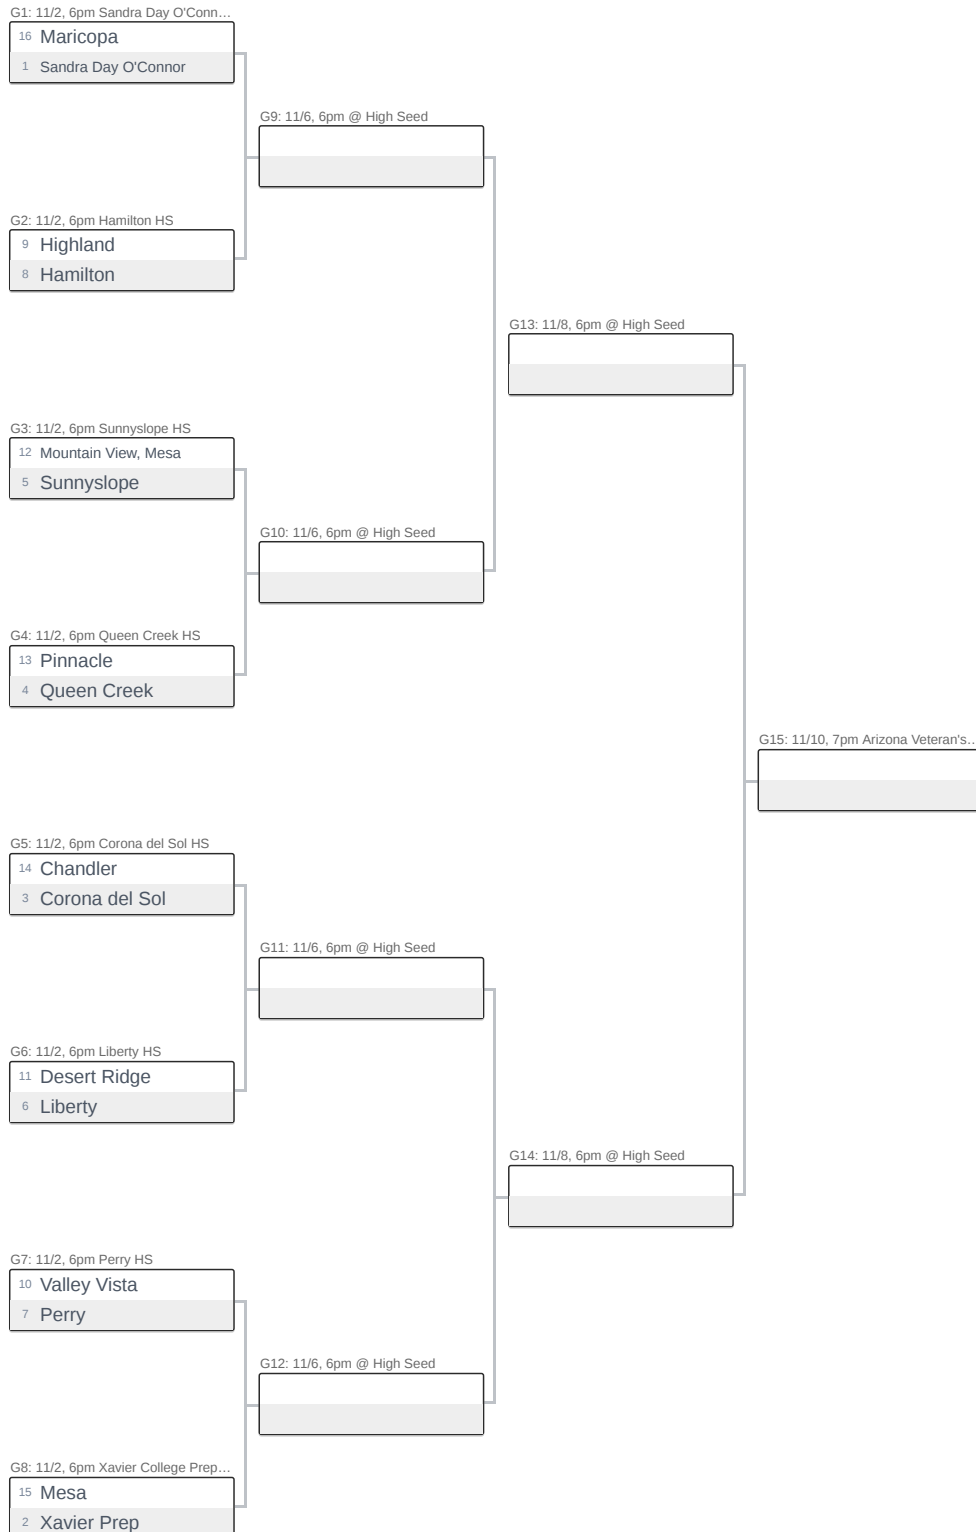 G1: 11/2, 6pm Sandra Day O'Conn…
16 Maricopa
1 Sandra Day O'Connor
G9: 11/6, 6pm @ High Seed
G2: 11/2, 6pm Hamilton HS
9 Highland
8 Hamilton
G13: 11/8, 6pm @ High Seed
G3: 11/2, 6pm Sunnyslope HS
12 Mountain View, Mesa
5 Sunnyslope
G10: 11/6, 6pm @ High Seed
G4: 11/2, 6pm Queen Creek HS
13 Pinnacle
4 Queen Creek
G15: 11/10, 7pm Arizona Veteran's…
G5: 11/2, 6pm Corona del Sol HS
14 Chandler
3 Corona del Sol
G11: 11/6, 6pm @ High Seed
G6: 11/2, 6pm Liberty HS
11 Desert Ridge
6 Liberty
G14: 11/8, 6pm @ High Seed
G7: 11/2, 6pm Perry HS
10 Valley Vista
7 Perry
G12: 11/6, 6pm @ High Seed
G8: 11/2, 6pm Xavier College Prep…
15 Mesa
2 Xavier Prep